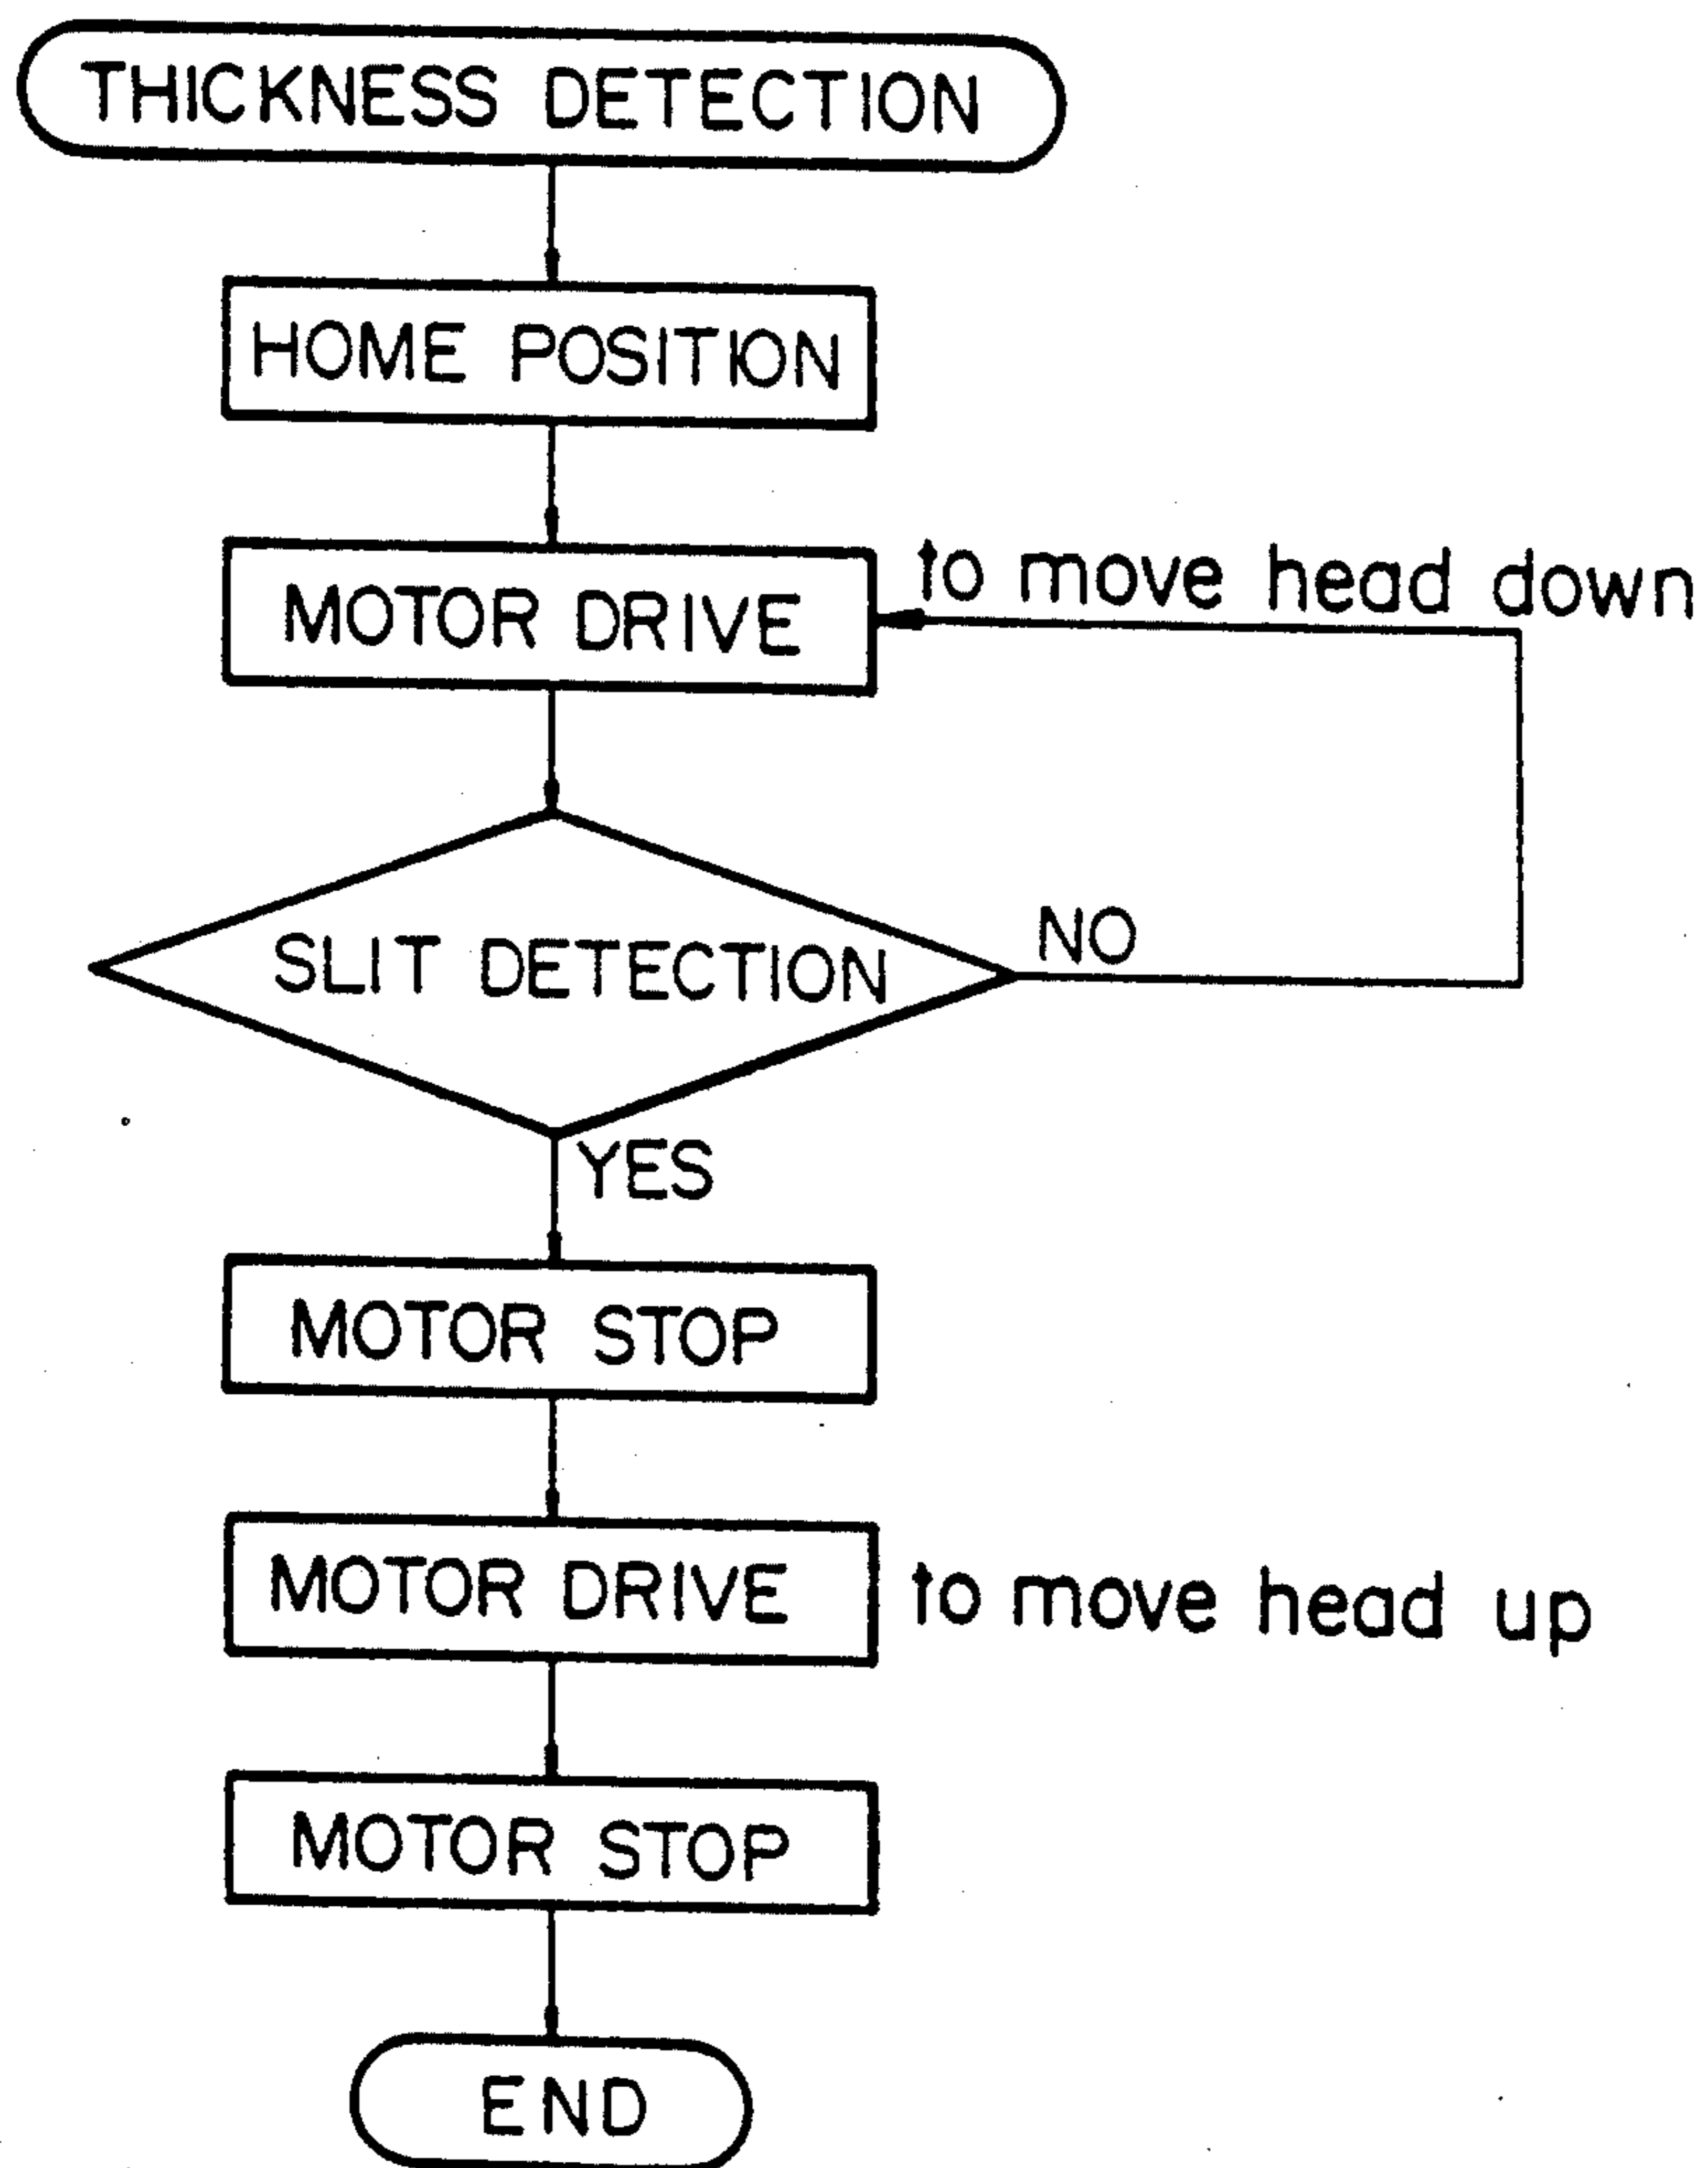 THICKNESS DETECTION
HOME POSITION
MOTOR DRIVE
to move head down
SLIT DETECTION
NO
YES
MOTOR STOP
MOTOR DRIVE
to move head up
MOTOR STOP
END